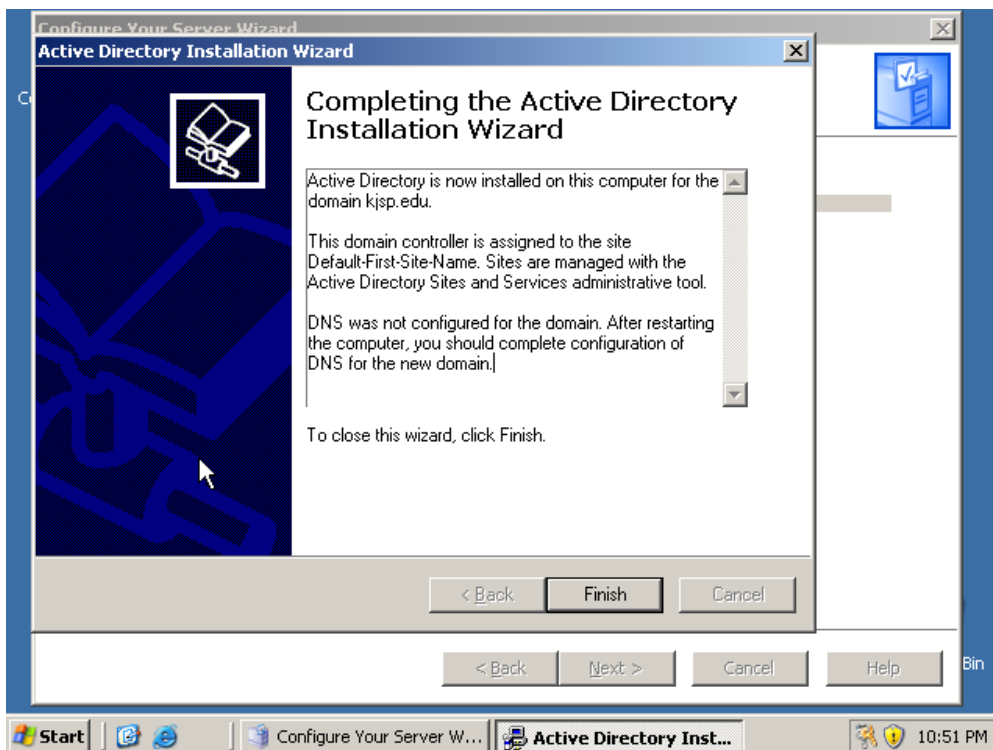 Configure Your Server Wizard
Active Directory Installation Wizard
Completing the Active Directory
Installation Wizard
Active Directory is now installed on this computer for the
domain kjsp.edu.
This domain controller is assigned to the site
Default-First-Site-Name. Sites are managed with the
Active Directory Sites and Services administrative tool.
DNS was not configured for the domain. After restarting
the computer, you should complete configuration of
DNS for the new domain.
To close this wizard, click Finish.
< Back Finish Cancel
< Back Next > Cancel Help
Bin
Start Configure Your Server W... Active Directory Inst... 10:51 PM